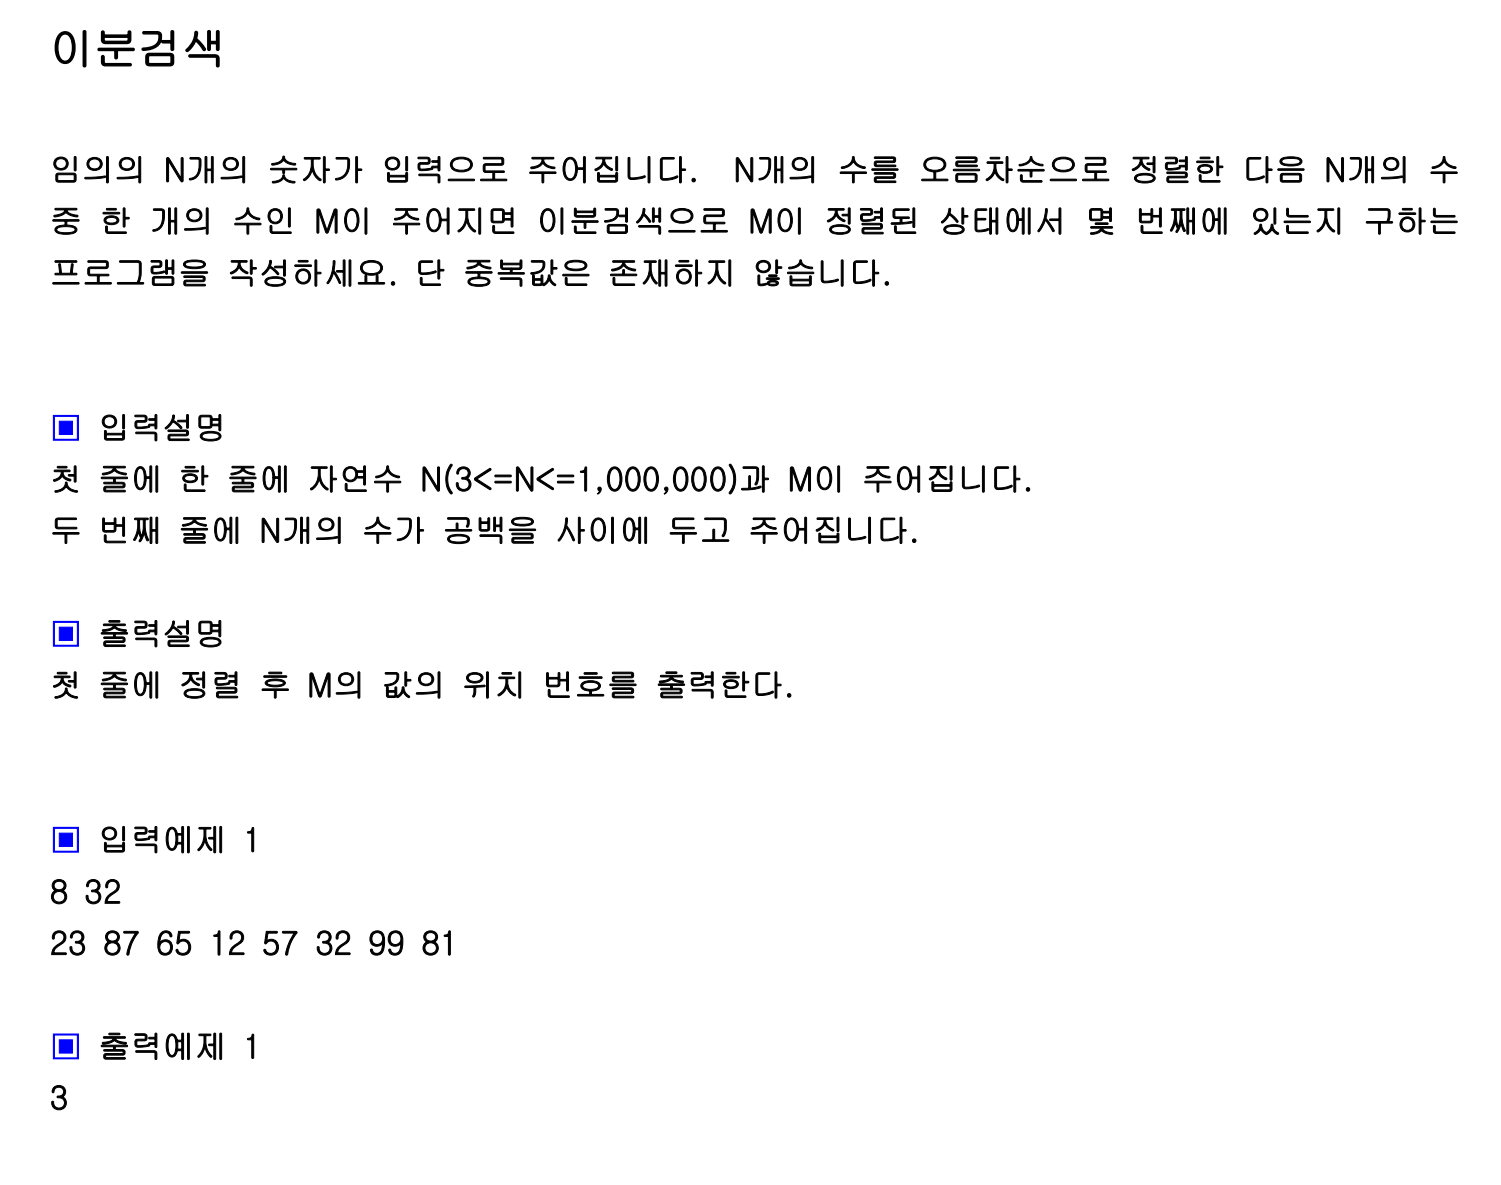 이분검색
임의의 N개의 숫자가 입력으로 주어집니다. N개의 수를 오름차순으로 정렬한 다음 N개의 수
중 한 개의 수인 M이 주어지면 이분검색으로 M이 정렬된 상태에서 몇 번째에 있는지 구하는
프로그램을 작성하세요. 단 중복값은 존재하지 않습니다.
▣ 입력설명
첫 줄에 한 줄에 자연수 N(3<=N<=1,000,000)과 M이 주어집니다.
두 번째 줄에 N개의 수가 공백을 사이에 두고 주어집니다.
▣ 출력설명
첫 줄에 정렬 후 M의 값의 위치 번호를 출력한다.
▣ 입력예제 1
8 32
23 87 65 12 57 32 99 81
▣ 출력예제 1
3